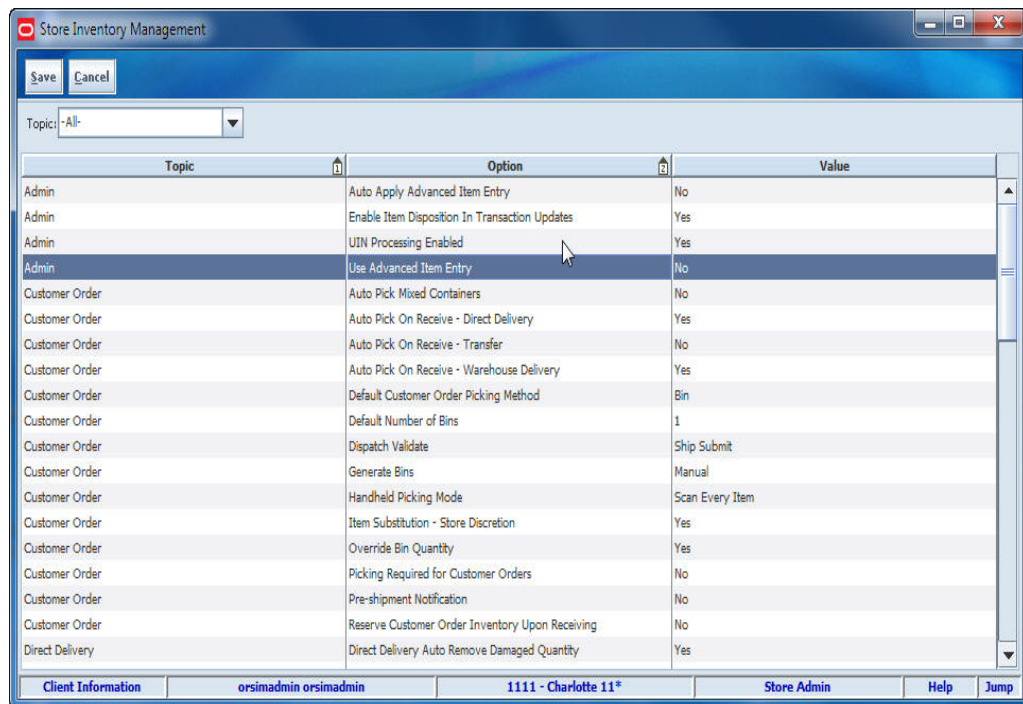 Store Inventory Management
Save Cancel
Topic: -All-
Topic 1 Option 2 Value
Admin Auto Apply Advanced Item Entry No
Admin Enable Item Disposition In Transaction Updates Yes
Admin UIN Processing Enabled Yes
Admin Use Advanced Item Entry No
Customer Order Auto Pick Mixed Containers No
Customer Order Auto Pick On Receive - Direct Delivery Yes
Customer Order Auto Pick On Receive - Transfer No
Customer Order Auto Pick On Receive - Warehouse Delivery Yes
Customer Order Default Customer Order Picking Method Bin
Customer Order Default Number of Bins 1
Customer Order Dispatch Validate Ship Submit
Customer Order Generate Bins Manual
Customer Order Handheld Picking Mode Scan Every Item
Customer Order Item Substitution - Store Discretion Yes
Customer Order Override Bin Quantity Yes
Customer Order Picking Required for Customer Orders No
Customer Order Pre-shipment Notification No
Customer Order Reserve Customer Order Inventory Upon Receiving No
Direct Delivery Direct Delivery Auto Remove Damaged Quantity Yes
Client Information orsimadmin orsimadmin 1111 - Charlotte 11* Store Admin Help Jump